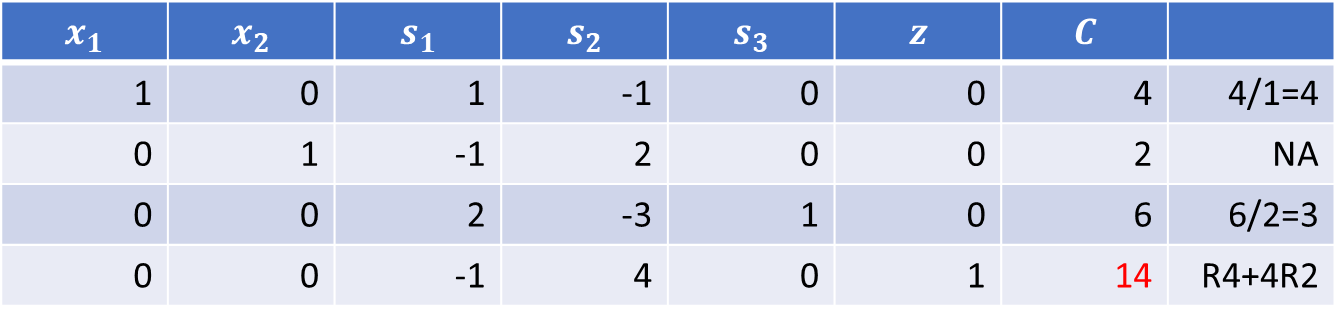 x₁ x₂ s₁ s₂ s₃ z C
1 0 1 -1 0 0 4 4/1=4
0 1 -1 2 0 0 2 NA
0 0 2 -3 1 0 6 6/2=3
0 0 -1 4 0 1 14 R4+4R2